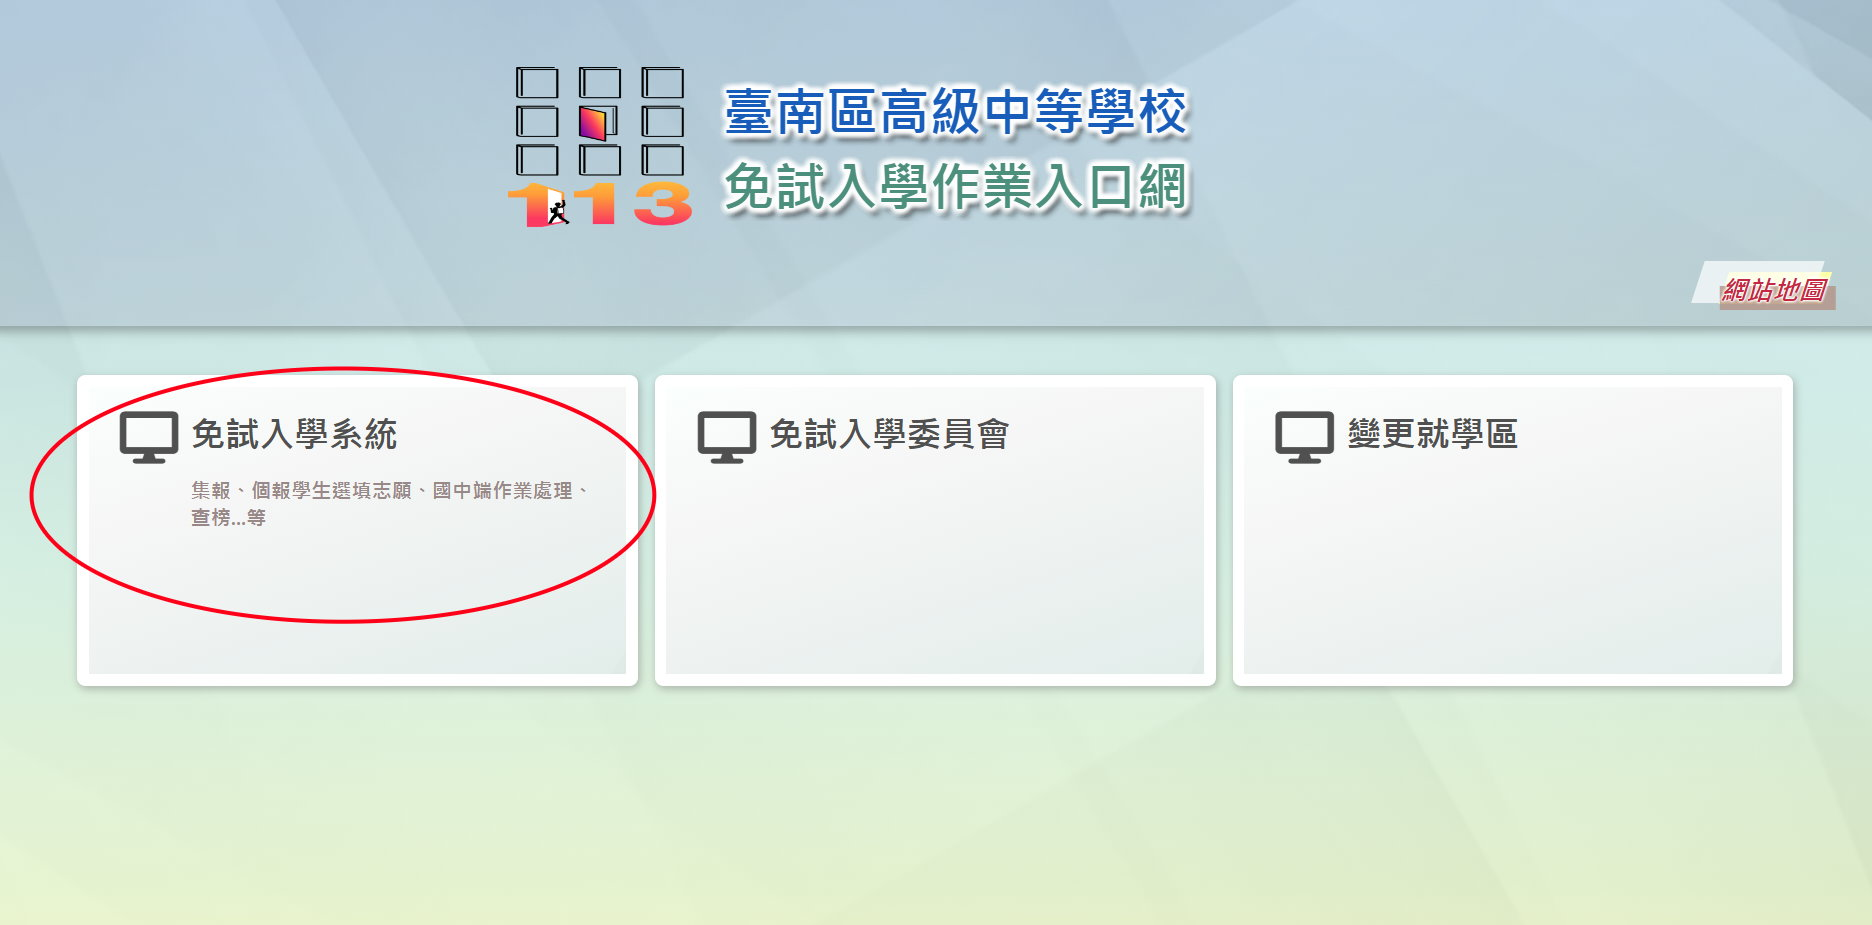 臺南區高級中等學校
免試入學作業入口網
113
網站地圖
免試入學系統
集報、個報學生選填志願、國中端作業處理、
查榜...等
免試入學委員會
變更就學區